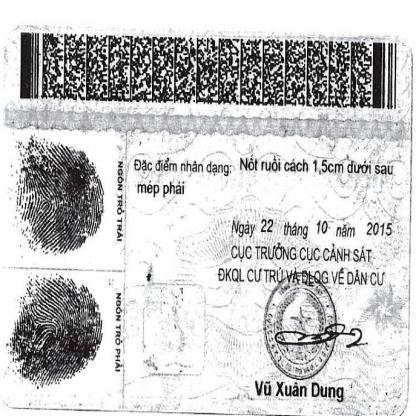 NGÓN TRỎ TRÁI
Đặc điểm nhân dạng: Nốt ruồi cách 1,5cm dưới sau
mép phải
Ngày 22 tháng 10 năm 2015
CỤC TRƯỞNG CỤC CẢNH SÁT
ĐKQL CƯ TRÚ VÀ DLQG VỀ DÂN CƯ
NGÓN TRỎ PHẢI
Vũ Xuân Dung